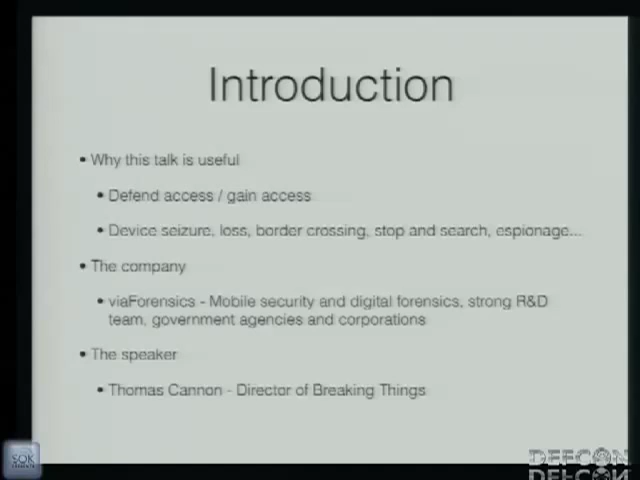 Introduction
• Why this talk is useful
• Defend access / gain access
• Device seizure, loss, border crossing, stop and search, espionage...
• The company
• viaForensics - Mobile security and digital forensics, strong R&D
team, government agencies and corporations
• The speaker
• Thomas Cannon - Director of Breaking Things
SOK
DEFCON
DEFCON